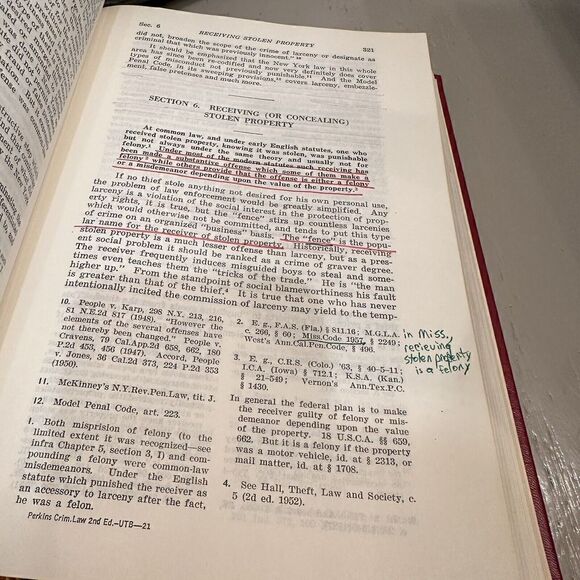 Sec. 6 RECEIVING STOLEN PROPERTY 321
did not, broaden the scope of the crime of larceny or designate as
criminal that which was previously innocent." 10
It should be emphasized that the New York law in this whole
area has since been re-codified and now very definitely does cover
types of misconduct not previously punishable.11 And the Model
Penal Code, in its sweeping provisions,12 covers larceny, embezzle-
ment, false pretenses and much more.
SECTION 6. RECEIVING (OR CONCEALING)
STOLEN PROPERTY
At common law, and under early English statutes, one who
received stolen property, knowing it was stolen, was punishable
but not always under the same theory and usually not for
felony.1 Under most of the modern statutes such receiving has
been made a substantive offense which some of them make a
felony 2 while others provide that the offense is either a felony
or a misdemeanor depending upon the value of the property.3
If no thief stole anything not desired for his own personal use,
the problem of law enforcement would be greatly simplified. Any
larceny is a violation of the social interest in the protection of prop-
erty rights, it is true, but the "fence" stirs up countless larcenies
which would otherwise not be committed, and tends to put this type
of crime on an organized "business" basis. The "fence" is the popu-
lar name for the receiver of stolen property. Historically, receiving
stolen property is a much lesser offense than larceny, but as a pres-
ent social problem it should be ranked as a crime of graver degree.
The receiver frequently induces misguided boys to steal and some-
times even teaches them the "tricks of the trade." He is "the man
higher up." From the standpoint of social blameworthiness his fault
is greater than that of the thief.4 It is true that one who has never
intentionally incited the commission of larceny may yield to the temp-
10. People v. Karp, 298 N.Y. 213, 216,
81 N.E.2d 817 (1948). "However the
elements of the several offenses have
not thereby been changed." People v.
Cravens, 79 Cal.App.2d 658, 662, 180
P.2d 453, 456 (1947). Accord, People
v. Jones, 36 Cal.2d 373, 224 P.2d 353
(1950).
11. McKinney's N.Y.Rev.Pen.Law, tit. J.
12. Model Penal Code, art. 223.
1. Both misprision of felony (to the
limited extent it was recognized—see
infra Chapter 5, section 3, I) and com-
pounding a felony were common-law
misdemeanors. Under the English
statute which punished the receiver as
an accessory to larceny after the fact,
he was a felon.
Perkins Crim.Law 2nd Ed.–UTB—21
2. E. g., F.A.S. (Fla.) § 811.16; M.G.L.A.
c. 266, § 60; Miss.Code 1957, § 2249;
West's Ann.Cal.Pen.Code, § 496.
3. E. g., C.R.S. (Colo.) '63, § 40-5-11;
I.C.A. (Iowa) § 712.1; K.S.A. (Kan.)
§ 21-549; Vernon's Ann.Tex.P.C.
§ 1430.
In general the federal plan is to make
the receiver guilty of felony or mis-
demeanor depending upon the value
of the property. 18 U.S.C.A. §§ 659,
662. But it is a felony if the property
was a motor vehicle, id. at § 2313, or
mail matter, id. at § 1708.
4. See Hall, Theft, Law and Society, c.
5 (2d ed. 1952).
in Miss,
recieving
stolen property
is a felony